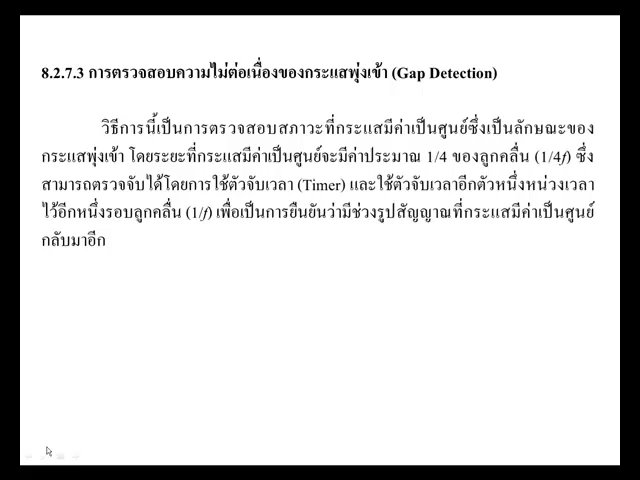 8.2.7.3 การตรวจสอบความไม่ต่อเนื่องของกระแสพุ่งเข้า (Gap Detection)
วิธีการนี้เป็นการตรวจสอบสภาวะที่กระแสมีค่าเป็นศูนย์ซึ่งเป็นลักษณะของ
กระแสพุ่งเข้า โดยระยะที่กระแสมีค่าเป็นศูนย์จะมีค่าประมาณ 1/4 ของลูกคลื่น (1/4f) ซึ่ง
สามารถตรวจจับได้โดยการใช้ตัวจับเวลา (Timer) และใช้ตัวจับเวลาอีกตัวหนึ่งหน่วงเวลา
ไว้อีกหนึ่งรอบลูกคลื่น (1/f) เพื่อเป็นการยืนยันว่ามีช่วงรูปสัญญาณที่กระแสมีค่าเป็นศูนย์
กลับมาอีก